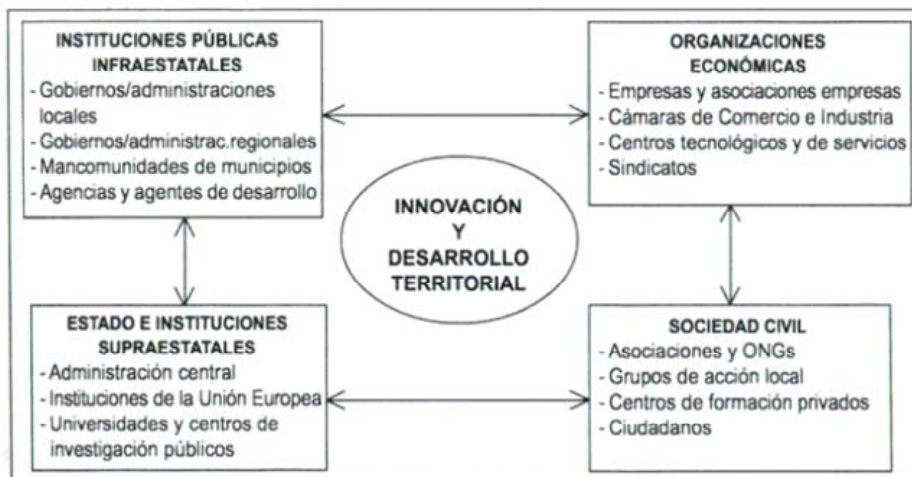 INSTITUCIONES PÚBLICAS
INFRAESTATALES
- Gobiernos/administraciones
locales
- Gobiernos/administrac.regionales
- Mancomunidades de municipios
- Agencias y agentes de desarrollo
ORGANIZACIONES
ECONÓMICAS
- Empresas y asociaciones empresas
- Cámaras de Comercio e Industria
- Centros tecnológicos y de servicios
- Sindicatos
INNOVACIÓN
Y
DESARROLLO
TERRITORIAL
ESTADO E INSTITUCIONES
SUPRAESTATALES
- Administración central
- Instituciones de la Unión Europea
- Universidades y centros de
investigación públicos
SOCIEDAD CIVIL
- Asociaciones y ONGs
- Grupos de acción local
- Centros de formación privados
- Ciudadanos